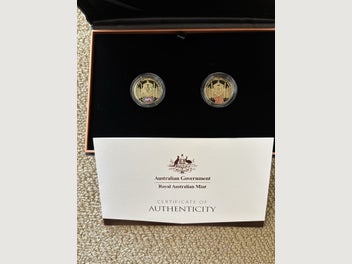 Australian Government
Royal Australian Mint
CERTIFICATE OF
AUTHENTICITY